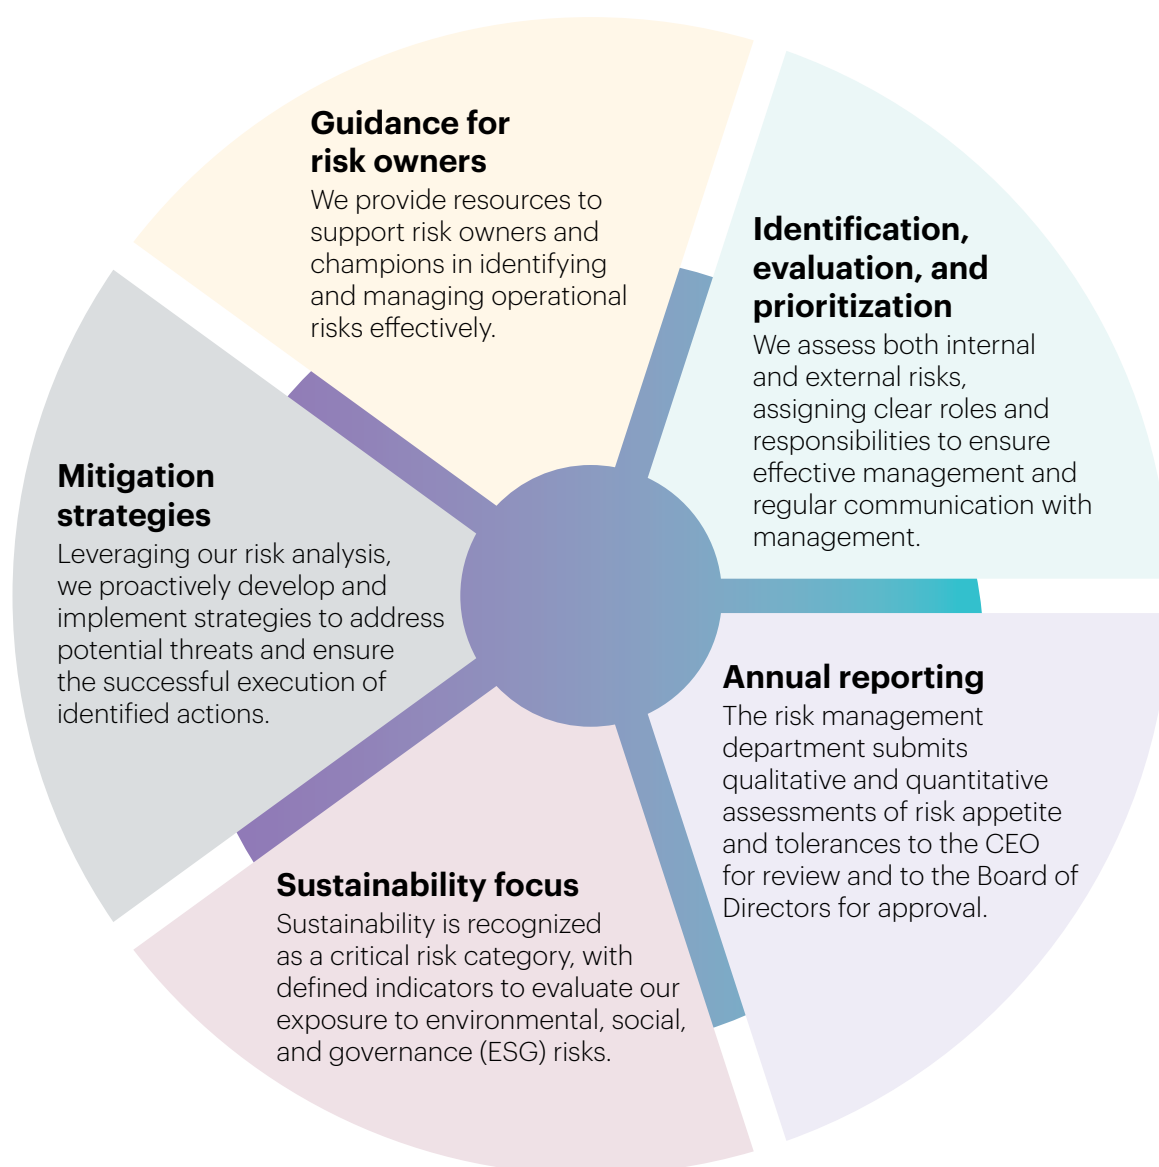 Guidance for
risk owners
We provide resources to
support risk owners and
champions in identifying
and managing operational
risks effectively.
Identification,
evaluation, and
prioritization
We assess both internal
and external risks,
assigning clear roles and
responsibilities to ensure
effective management and
regular communication with
management.
Annual reporting
The risk management
department submits
qualitative and quantitative
assessments of risk appetite
and tolerances to the CEO
for review and to the Board of
Directors for approval.
Sustainability focus
Sustainability is recognized
as a critical risk category, with
defined indicators to evaluate our
exposure to environmental, social,
and governance (ESG) risks.
Mitigation
strategies
Leveraging our risk analysis,
we proactively develop and
implement strategies to address
potential threats and ensure
the successful execution of
identified actions.